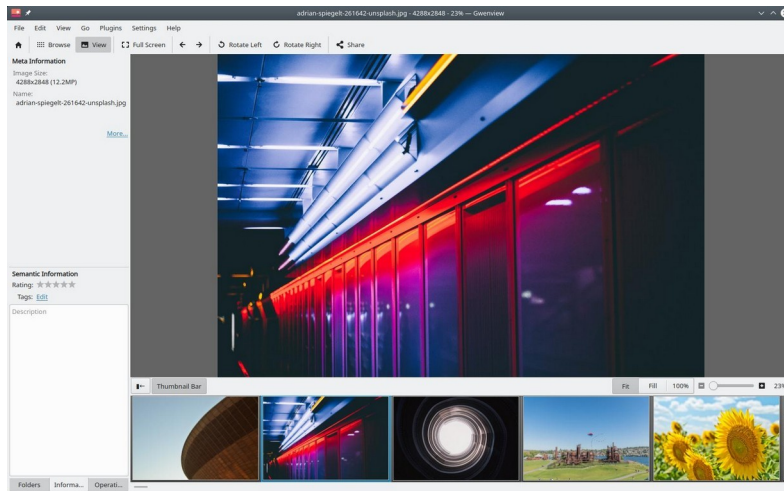 adrian-spiegelt-261642-unsplash.jpg - 4288x2848 - 23% — Gwenview
File Edit View Go Plugins Settings Help
Browse View Full Screen Rotate Left Rotate Right Share
Meta Information
Image Size:
4288x2848 (12.2MP)
Name:
adrian-spiegelt-261642-unsplash.jpg
More...
Semantic Information
Rating:
Tags: Edit
Description
Thumbnail Bar Fit Fill 100% 23%
Folders Informa... Operati...